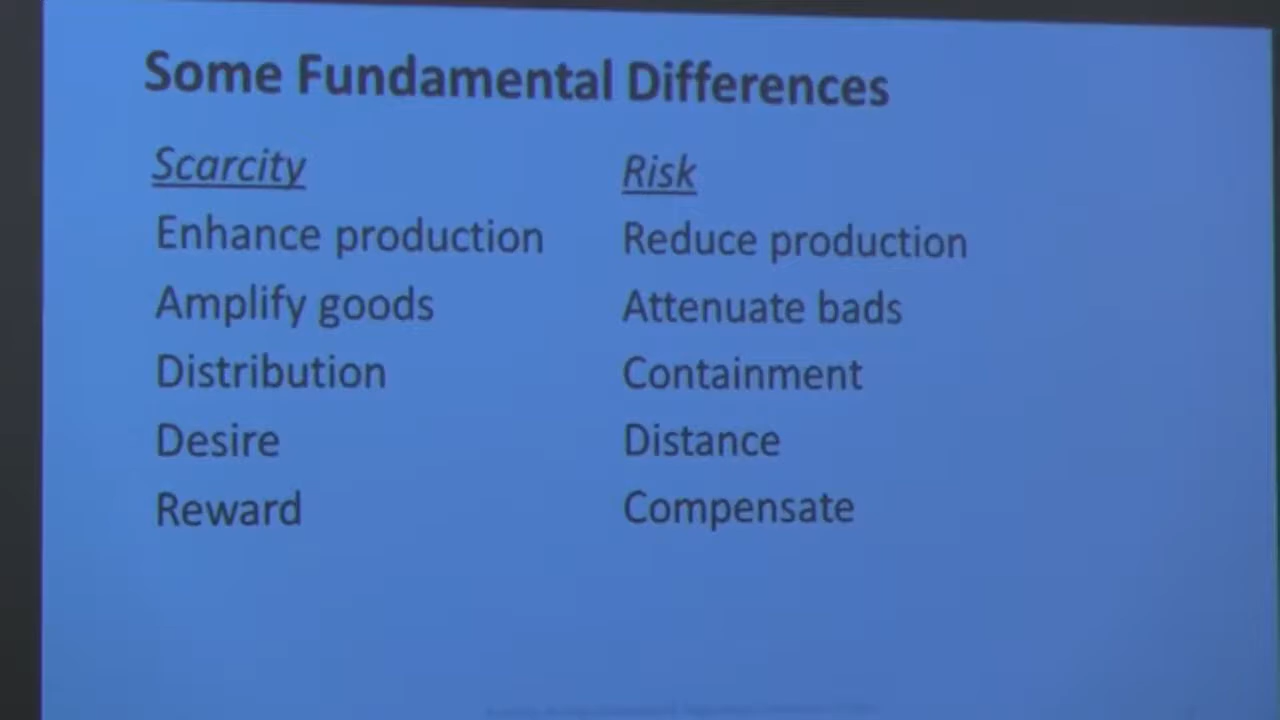 Some Fundamental Differences
Scarcity Risk
Enhance production Reduce production
Amplify goods Attenuate bads
Distribution Containment
Desire Distance
Reward Compensate